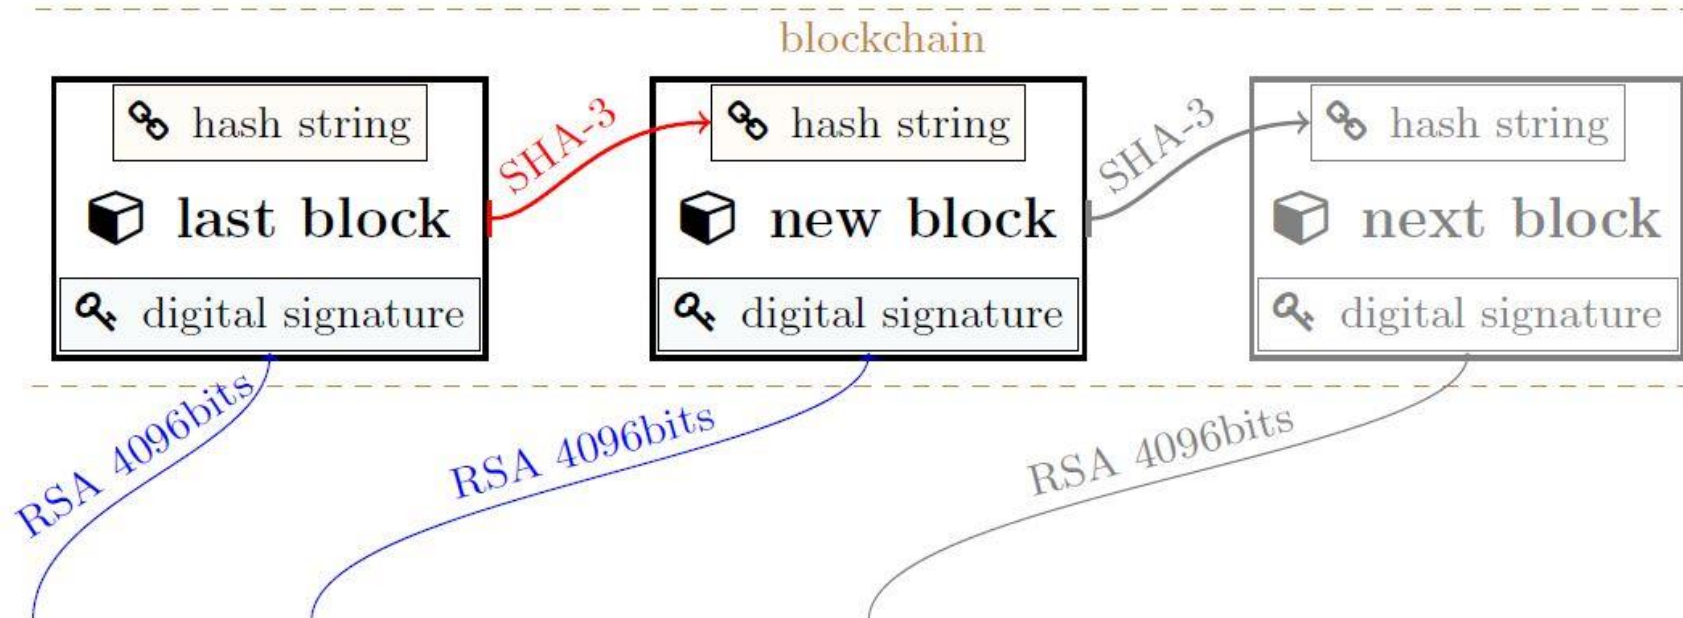 blockchain
hash string
SHA-3
hash string
SHA-3
hash string
last block
new block
next block
digital signature
digital signature
digital signature
RSA 4096bits
RSA 4096bits
RSA 4096bits